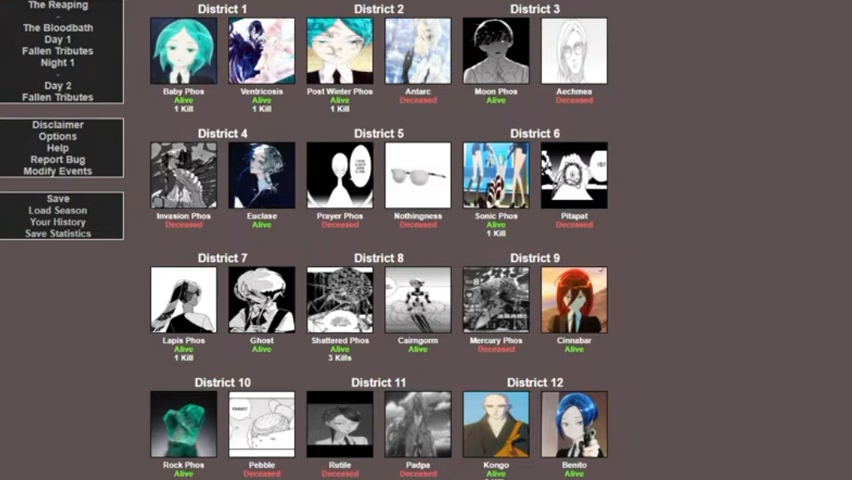 The Reaping
-
The Bloodbath
Day 1
Fallen Tributes
Night 1
-
Day 2
Fallen Tributes
Disclaimer
Options
Help
Report Bug
Modify Events
Save
Load Season
Your History
Save Statistics
District 1 District 2 District 3
Baby Phos Ventricosis Post Winter Phos Antarc Moon Phos Aechmea
Alive Alive Alive Deceased Alive Deceased
1 Kill 1 Kill 1 Kill
District 4 District 5 District 6
Invasion Phos Euclase Prayer Phos Nothingness Sonic Phos Pitapat
Deceased Alive Deceased Deceased Alive Deceased
1 Kill
District 7 District 8 District 9
Lapis Phos Ghost Shattered Phos Cairngorm Mercury Phos Cinnabar
Alive Alive Alive Alive Deceased Alive
1 Kill 3 Kills
District 10 District 11 District 12
Rock Phos Pebble Rutile Padpa Kongo Benito
Alive Deceased Deceased Deceased Alive Alive